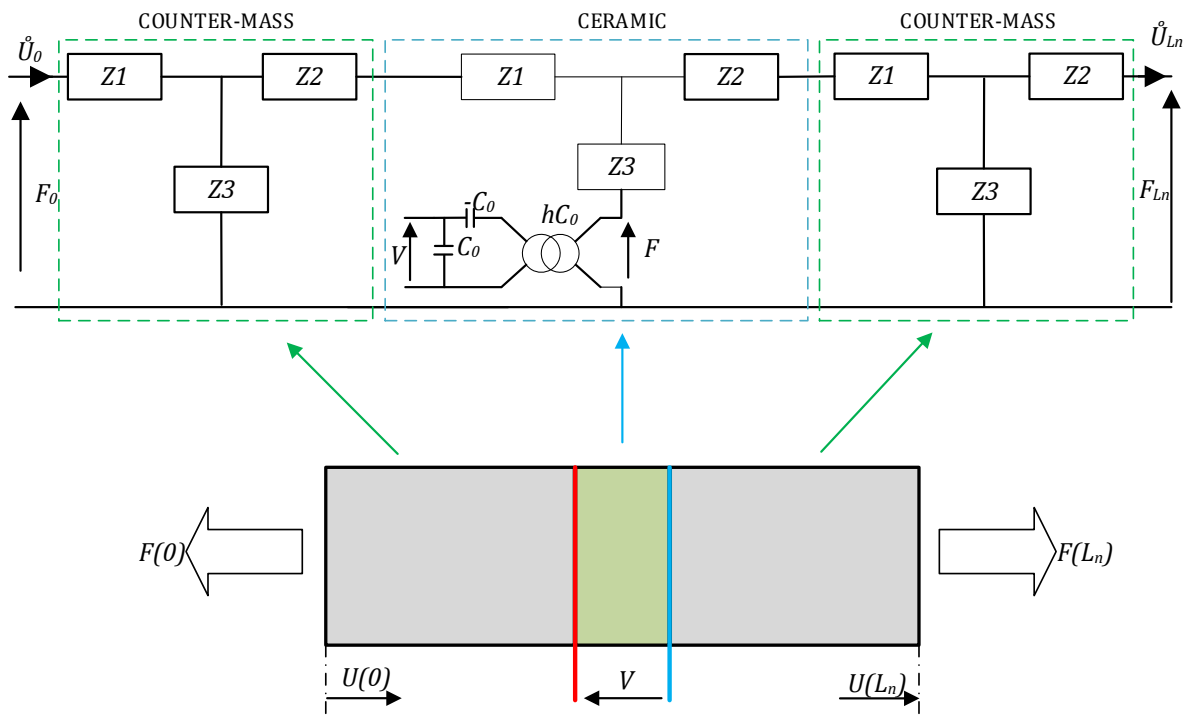 COUNTER-MASS CERAMIC COUNTER-MASS
Ů0 ŮLn
Z1 Z2 Z1 Z2 Z1 Z2
Z3 Z3 Z3
F0 -C0 hC0 FLn
V C0 F
F(0) F(Ln)
U(0) V U(Ln)